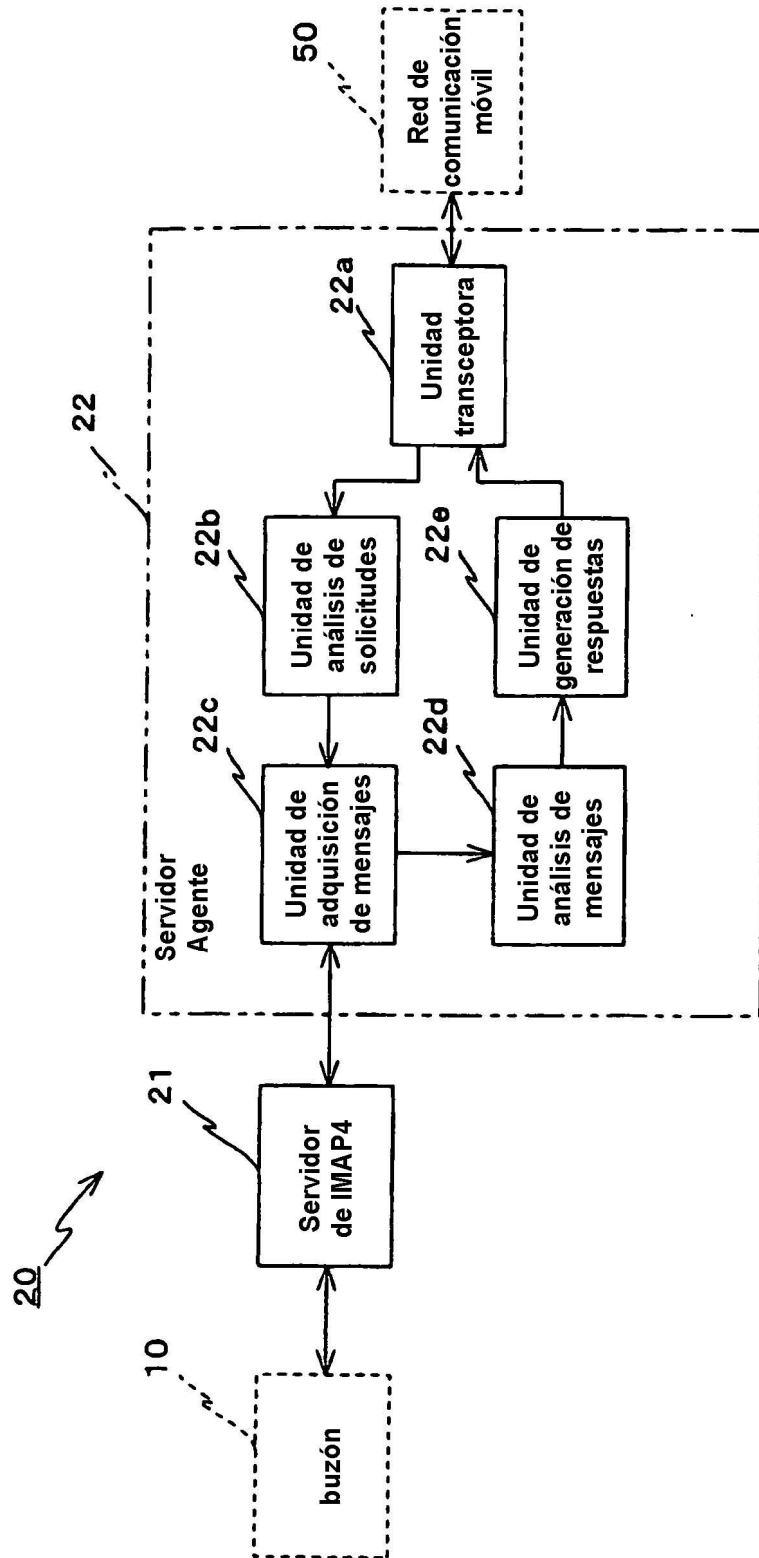 20
10
buzón
21
Servidor
de IMAP4
22
Servidor
Agente
22c
Unidad de
adquisición
de mensajes
22b
Unidad de
análisis de
solicitudes
22a
Unidad
transceptora
22d
Unidad de
análisis de
mensajes
22e
Unidad de
generación de
respuestas
50
Red de
comunicación
móvil